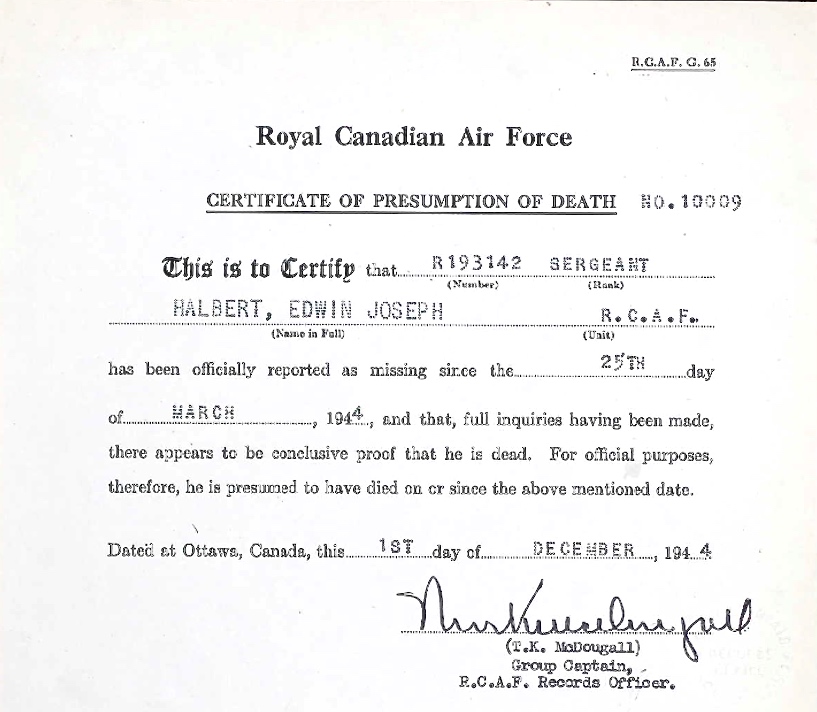 R.C.A.F. G. 65
Royal Canadian Air Force
CERTIFICATE OF PRESUMPTION OF DEATH NO. 10009
This is to Certify that R193142 SERGEANT
(Number) (Rank)
HALBERT, EDWIN JOSEPH R.C.A.F.
(Name in Full) (Unit)
has been officially reported as missing since the 25TH day
of MARCH, 1944, and that, full inquiries having been made,
there appears to be conclusive proof that he is dead. For official purposes,
therefore, he is presumed to have died on or since the above mentioned date.
Dated at Ottawa, Canada, this 1ST day of DECEMBER, 1944
(T.K. McDougall)
Group Captain,
R.C.A.F. Records Officer.